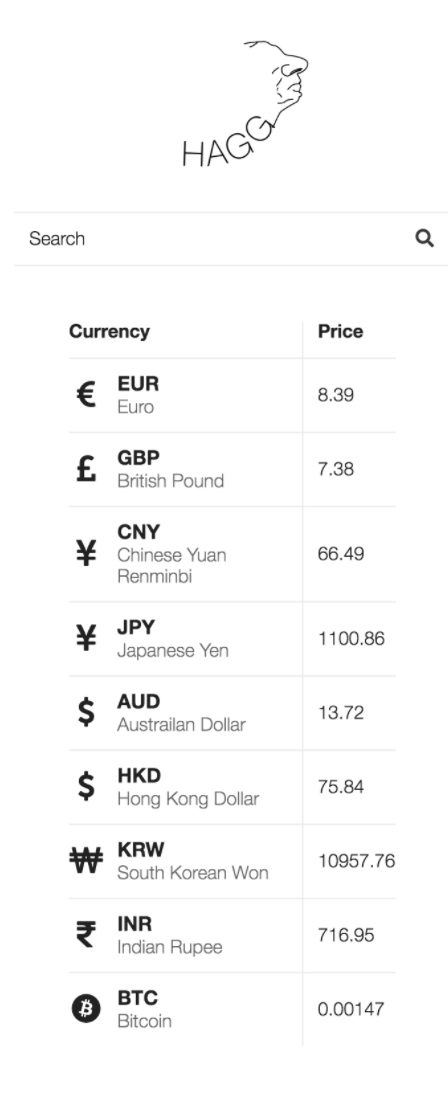 HAGG
Search
Currency Price
€ EUR 8.39
Euro
£ GBP 7.38
British Pound
¥ CNY 66.49
Chinese Yuan
Renminbi
¥ JPY 1100.86
Japanese Yen
$ AUD 13.72
Austrailan Dollar
$ HKD 75.84
Hong Kong Dollar
₩ KRW 10957.76
South Korean Won
₹ INR 716.95
Indian Rupee
₿ BTC 0.00147
Bitcoin